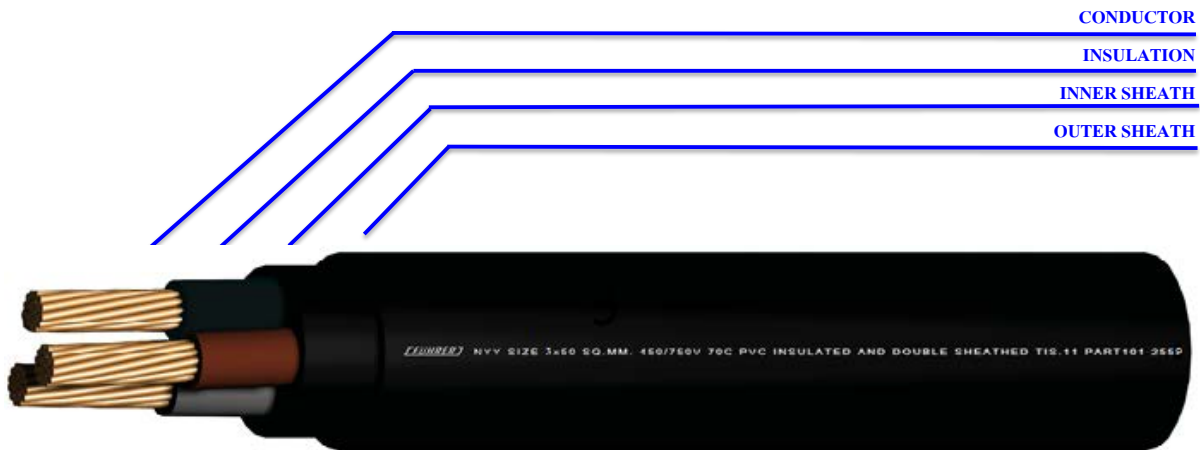 CONDUCTOR
INSULATION
INNER SHEATH
OUTER SHEATH
FUHRER NYY SIZE 3x50 SQ.MM. 450/750V 70C PVC INSULATED AND DOUBLE SHEATHED TIS.11 PART101-2559